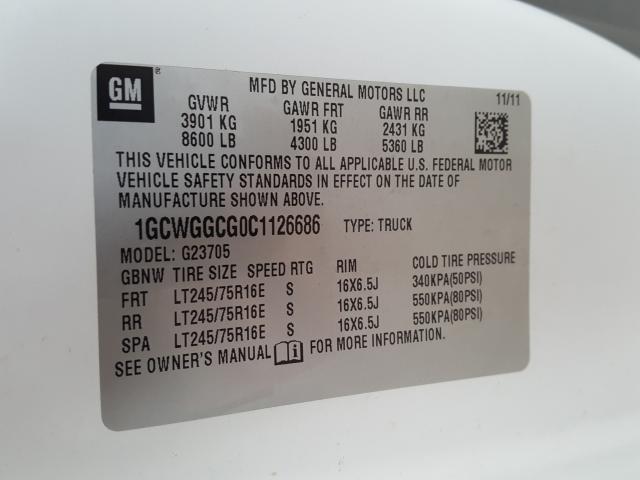 GM ®
MFD BY GENERAL MOTORS LLC 11/11
GVWR GAWR FRT GAWR RR
3901 KG 1951 KG 2431 KG
8600 LB 4300 LB 5360 LB
THIS VEHICLE CONFORMS TO ALL APPLICABLE U.S. FEDERAL MOTOR
VEHICLE SAFETY STANDARDS IN EFFECT ON THE DATE OF
MANUFACTURE SHOWN ABOVE.
1GCWGGCG0C1126686 TYPE: TRUCK
MODEL: G23705
GBNW TIRE SIZE SPEED RTG RIM COLD TIRE PRESSURE
FRT LT245/75R16E S 16X6.5J 340KPA(50PSI)
RR LT245/75R16E S 16X6.5J 550KPA(80PSI)
SPA LT245/75R16E S 16X6.5J 550KPA(80PSI)
SEE OWNER'S MANUAL FOR MORE INFORMATION.